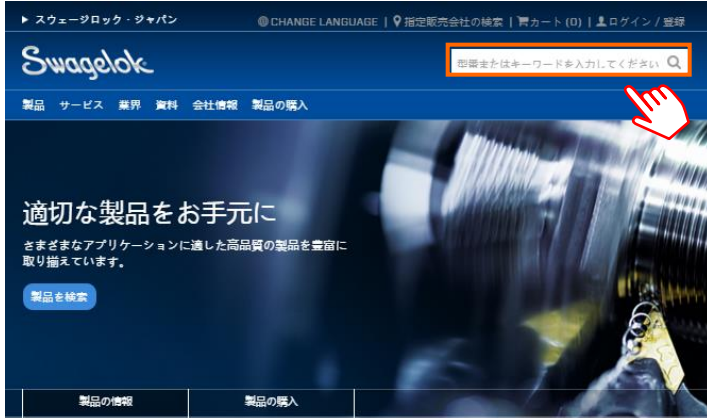 ▶ スウェージロック・ジャパン
CHANGE LANGUAGE | 指定販売会社の検索 | カート (0) | ログイン / 登録
Swagelok
型番またはキーワードを入力してください
製品 サービス 業界 資料 会社情報 製品の購入
適切な製品をお手元に
さまざまなアプリケーションに適した高品質の製品を豊富に
取り揃えています。
製品を検索
製品の情報 製品の購入